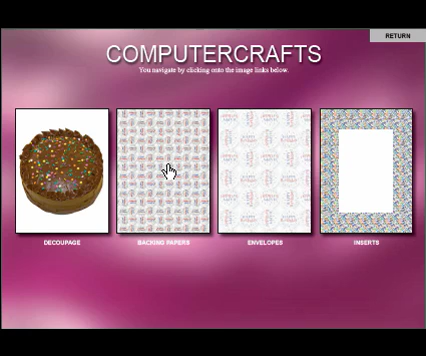 RETURN
COMPUTERCRAFTS
You navigate by clicking onto the image links below.
DECOUPAGE
BACKING PAPERS
ENVELOPES
INSERTS